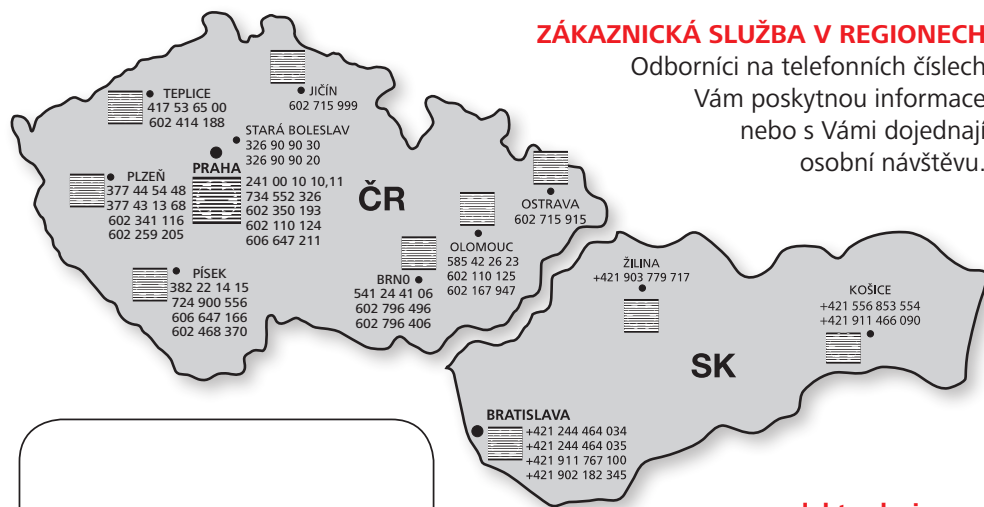 ZÁKAZNICKÁ SLUŽBA V REGIONECH
Odborníci na telefonních číslech
Vám poskytnou informace
nebo s Vámi dojednají
osobní návštěvu.
JIČÍN
602 715 999
TEPLICE
417 53 65 00
602 414 188
STARÁ BOLESLAV
326 90 90 30
326 90 90 20
PRAHA
241 00 10 10,11
734 552 326
602 350 193
602 110 124
606 647 211
PLZEŇ
377 44 54 48
377 43 13 68
602 341 116
602 259 205
ČR
OSTRAVA
602 715 915
OLOMOUC
585 42 26 23
602 110 125
602 167 947
BRNO
541 24 41 06
602 796 496
602 796 406
PÍSEK
382 22 14 15
724 900 556
606 647 166
602 468 370
ŽILINA
+421 903 779 717
KOŠICE
+421 556 853 554
+421 911 466 090
SK
BRATISLAVA
+421 244 464 034
+421 244 464 035
+421 911 767 100
+421 902 182 345